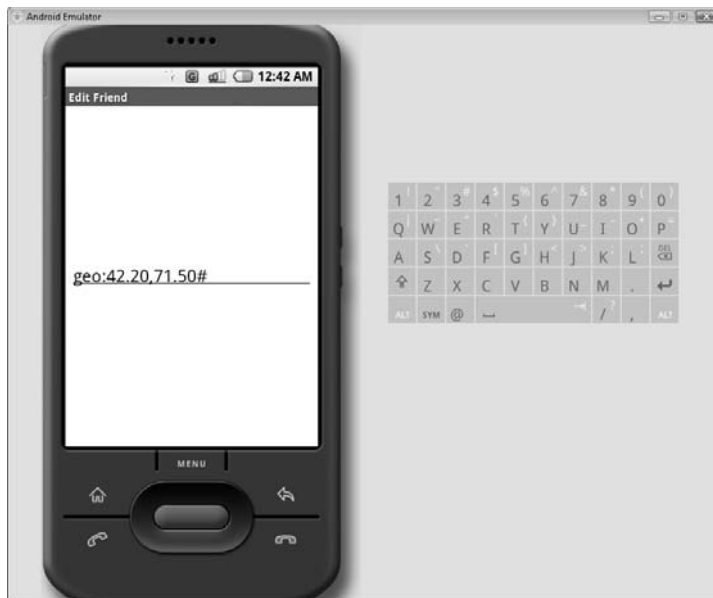 Android Emulator
G 12:42 AM
Edit Friend
geo:42.20,71.50#
MENU
1 ! 2 " 3 # 4 $ 5 % 6 ^ 7 & 8 * 9 ( 0 )
Q W E R T { Y } U _ I - O + P =
A S \ D ' F [ G ] H < J > K ; L : DEL
Z X C V B N M .
ALT SYM @ / ? , ALT